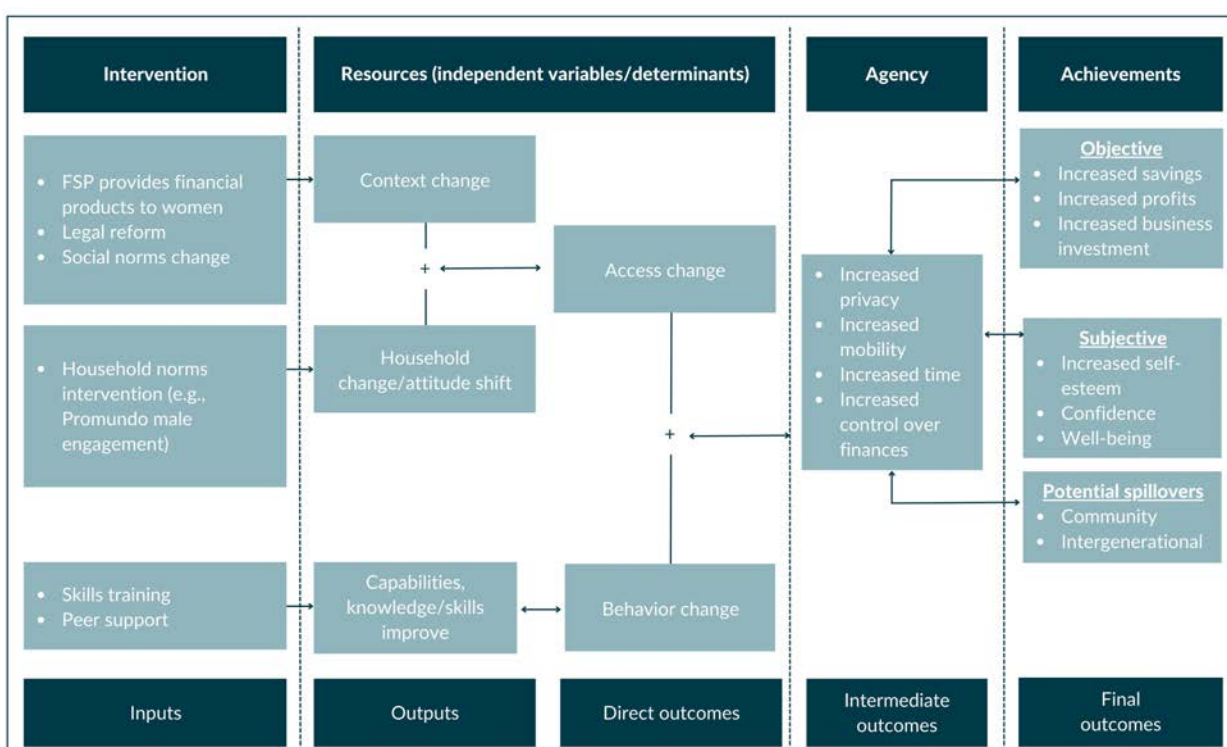 Intervention
Resources (independent variables/determinants)
Agency
Achievements
• FSP provides financial
products to women
• Legal reform
• Social norms change
Context change
+
Access change
• Household norms
intervention (e.g.,
Promundo male
engagement)
Household
change/attitude shift
+
• Skills training
• Peer support
Capabilities,
knowledge/skills
improve
Behavior change
• Increased
privacy
• Increased
mobility
• Increased time
• Increased
control over
finances
Objective
• Increased savings
• Increased profits
• Increased business
investment
Subjective
• Increased self-
esteem
• Confidence
• Well-being
Potential spillovers
• Community
• Intergenerational
Inputs
Outputs
Direct outcomes
Intermediate
outcomes
Final
outcomes